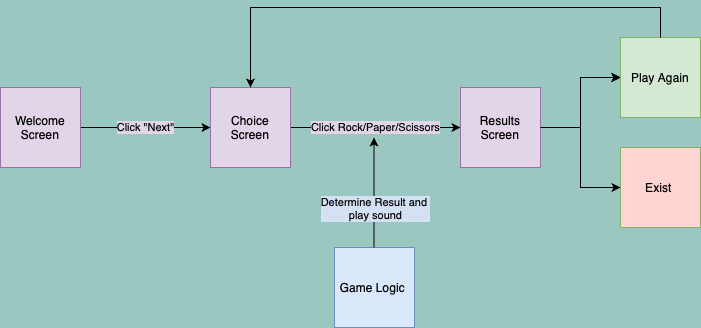 Welcome
Screen
Click "Next"
Choice
Screen
Click Rock/Paper/Scissors
Results
Screen
Play Again
Exist
Determine Result and
play sound
Game Logic